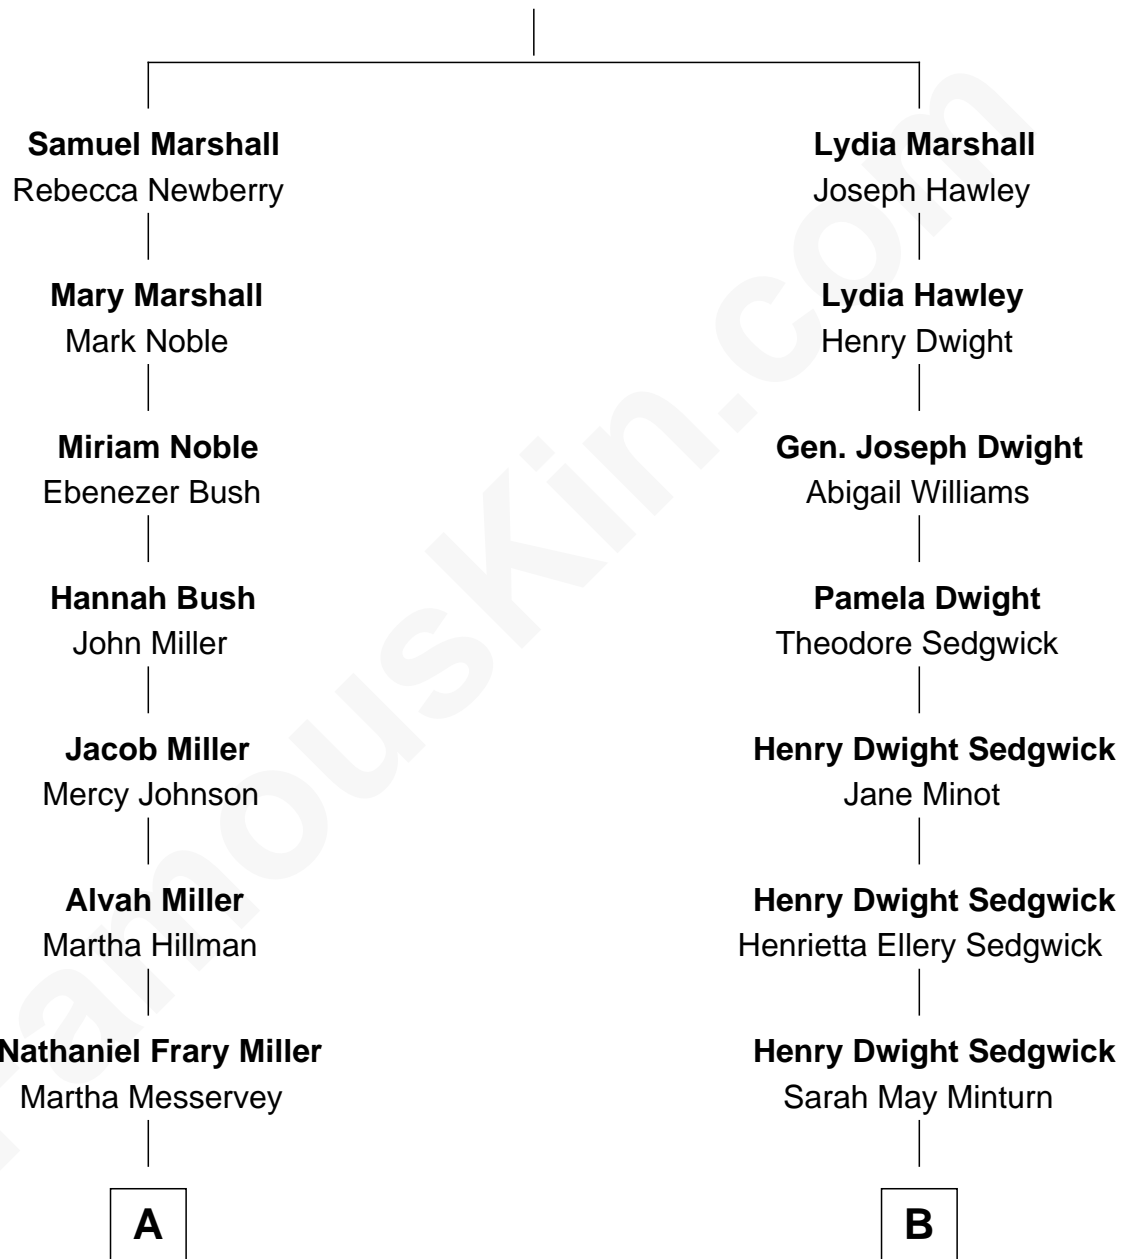 Samuel Marshall
Rebecca Newberry
Mary Marshall
Mark Noble
Miriam Noble
Ebenezer Bush
Hannah Bush
John Miller
Jacob Miller
Mercy Johnson
Alvah Miller
Martha Hillman
Nathaniel Frary Miller
Martha Messervey
A
Lydia Marshall
Joseph Hawley
Lydia Hawley
Henry Dwight
Gen. Joseph Dwight
Abigail Williams
Pamela Dwight
Theodore Sedgwick
Henry Dwight Sedgwick
Jane Minot
Henry Dwight Sedgwick
Henrietta Ellery Sedgwick
Henry Dwight Sedgwick
Sarah May Minturn
B
FamousKin.com